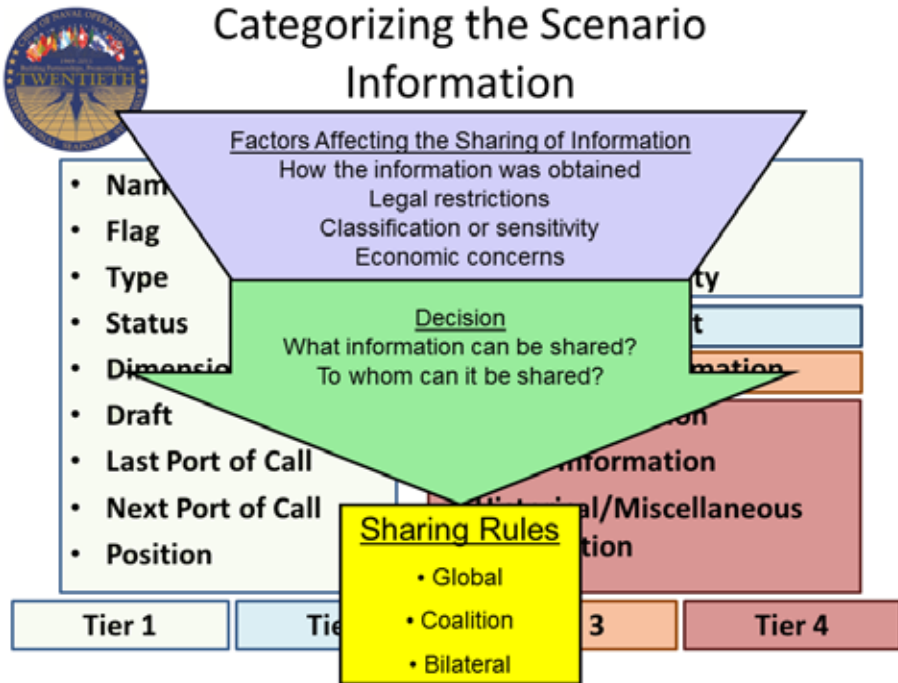 Categorizing the Scenario
Information
TWENTIETH
Factors Affecting the Sharing of Information
How the information was obtained
Legal restrictions
Classification or sensitivity
Economic concerns
Decision
What information can be shared?
To whom can it be shared?
Sharing Rules
• Global
• Coalition
• Bilateral
• Flag
• Type
• Status
• Draft
• Last Port of Call
• Next Port of Call
• Position
Tier 1
3
Tier 4